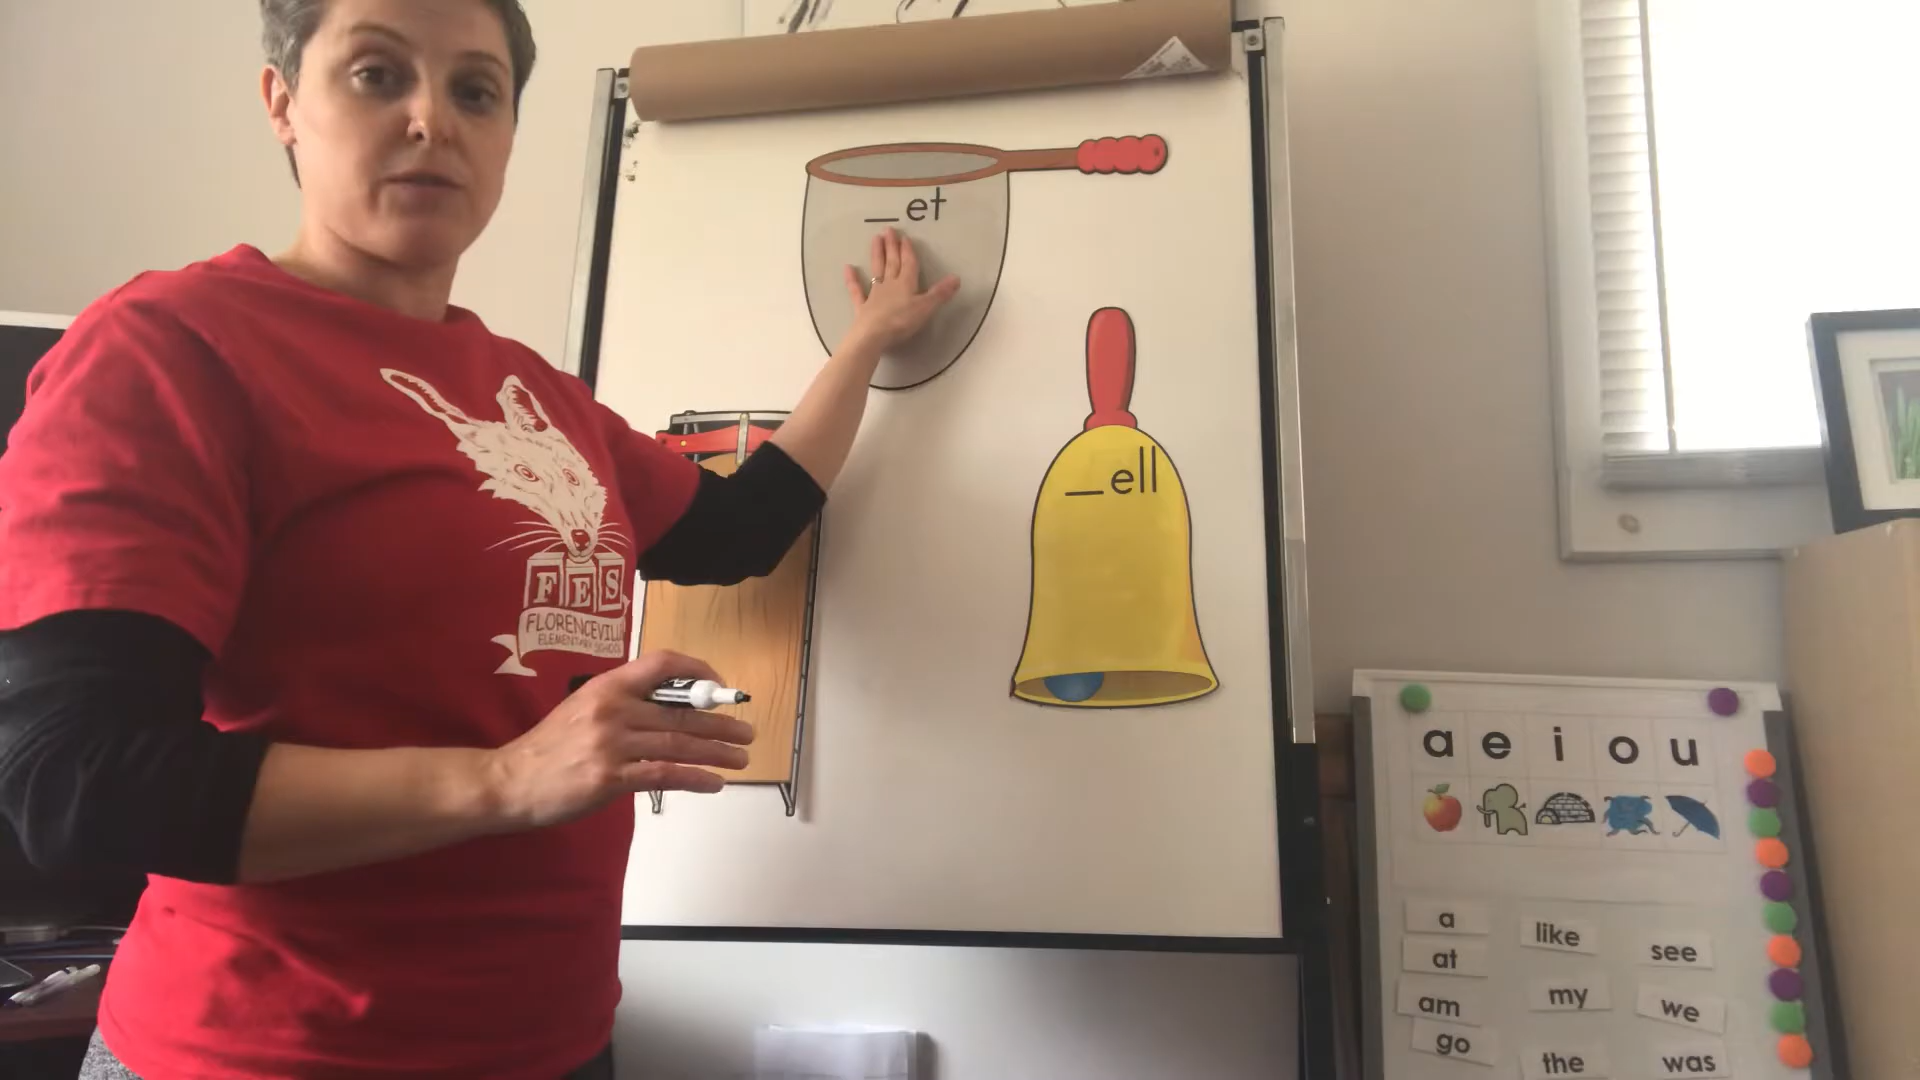 _et
_ell
FES
FLORENCEVILLE
ELEMENTARY SCHOOL
a e i o u
a like see
at
am my we
go the was